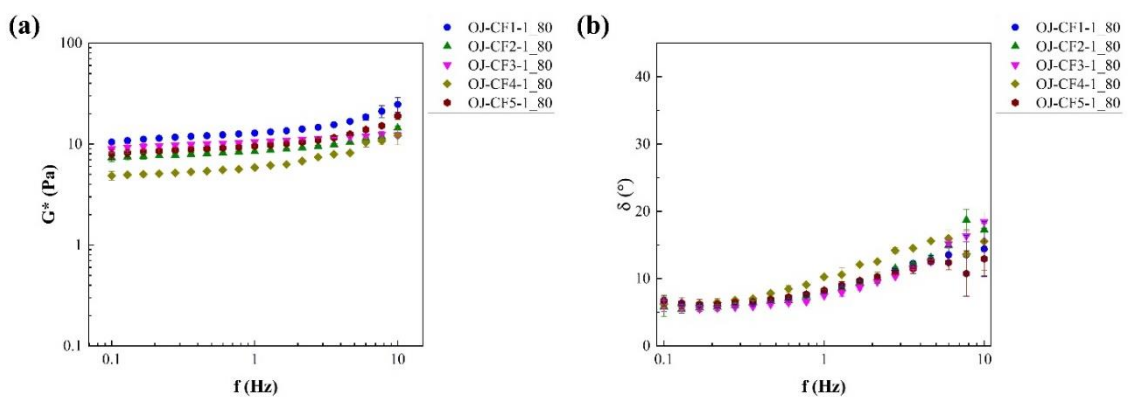 (a)
OJ-CF1-1_80
OJ-CF2-1_80
OJ-CF3-1_80
OJ-CF4-1_80
OJ-CF5-1_80
100
10
1
0.1
G* (Pa)
0.1
1
10
f (Hz)
(b)
OJ-CF1-1_80
OJ-CF2-1_80
OJ-CF3-1_80
OJ-CF4-1_80
OJ-CF5-1_80
40
30
20
10
0
δ (°)
0.1
1
10
f (Hz)